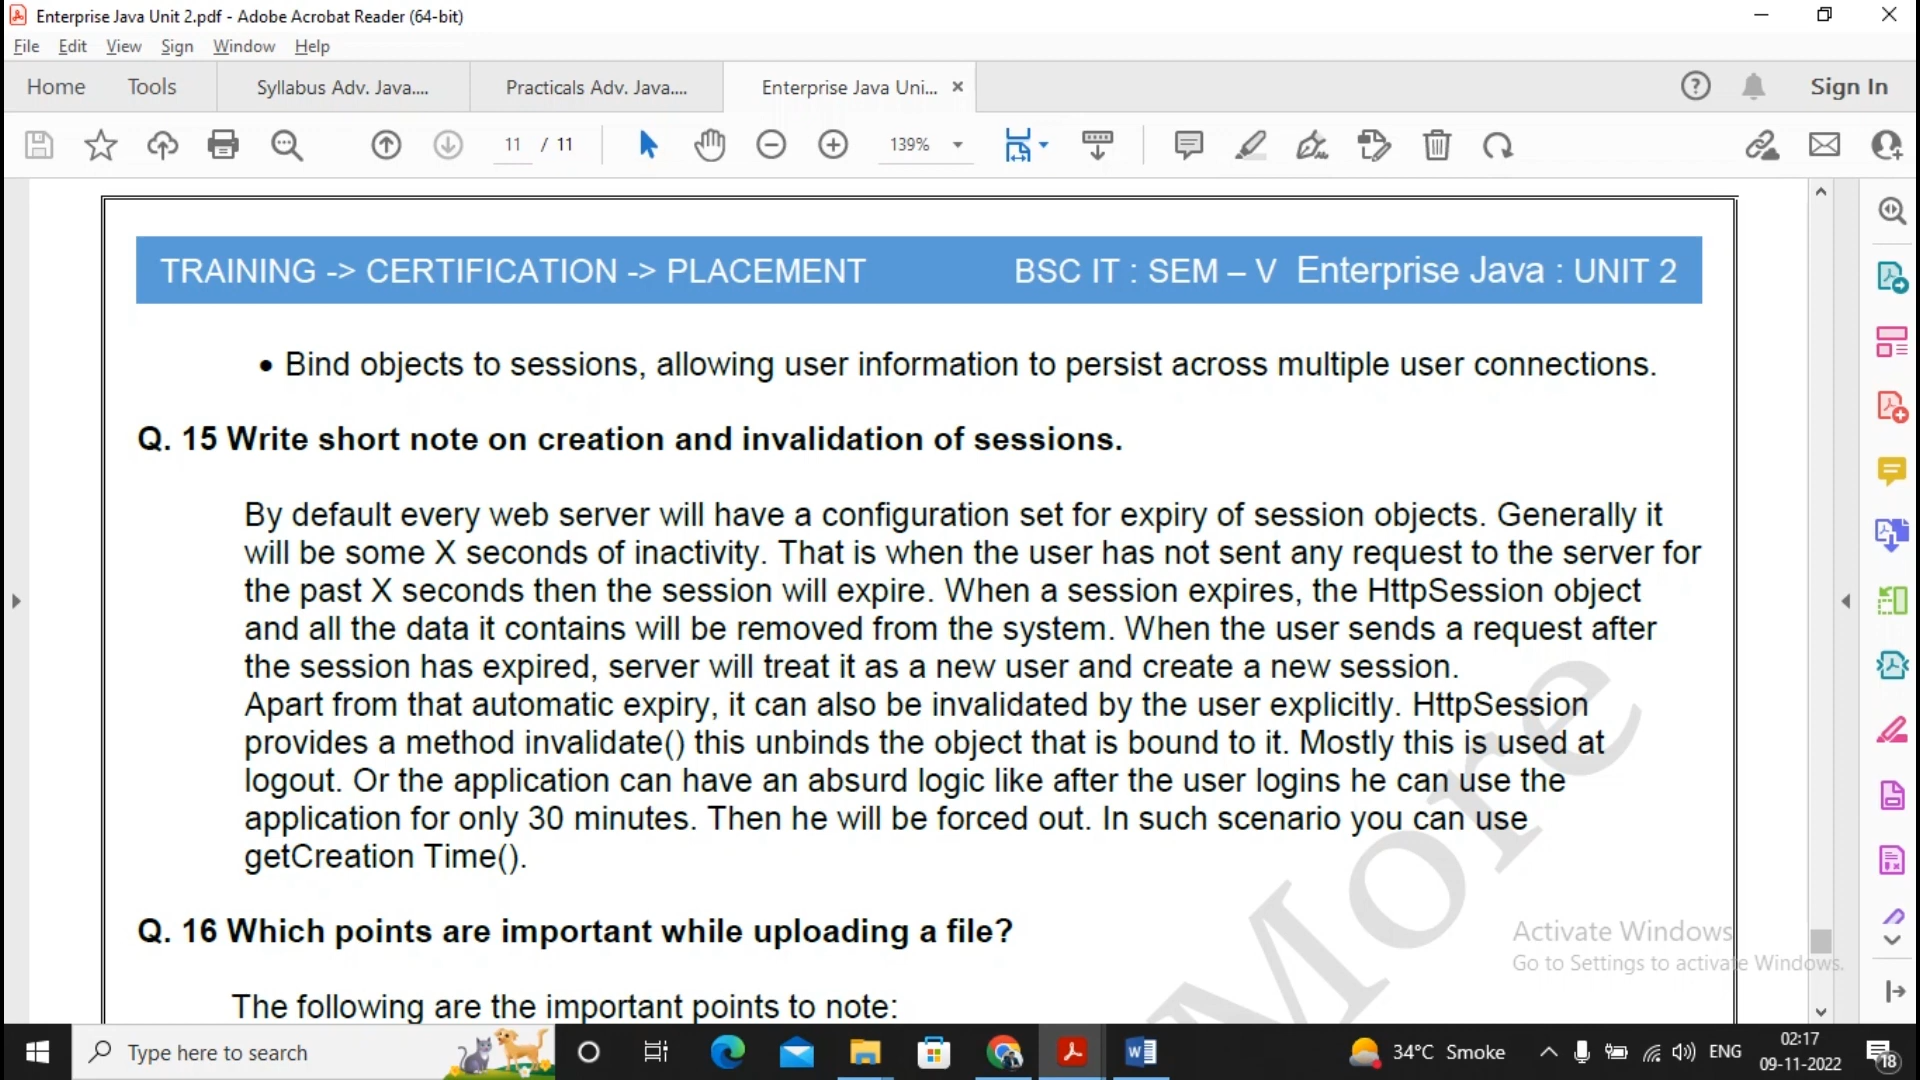 Enterprise Java Unit 2.pdf - Adobe Acrobat Reader (64-bit)
File Edit View Sign Window Help
Home Tools Syllabus Adv. Java.... Practicals Adv. Java.... Enterprise Java Uni... × Sign In
11 / 11 139%
TRAINING -> CERTIFICATION -> PLACEMENT BSC IT : SEM – V Enterprise Java : UNIT 2
• Bind objects to sessions, allowing user information to persist across multiple user connections.
Q. 15 Write short note on creation and invalidation of sessions.
By default every web server will have a configuration set for expiry of session objects. Generally it
will be some X seconds of inactivity. That is when the user has not sent any request to the server for
the past X seconds then the session will expire. When a session expires, the HttpSession object
and all the data it contains will be removed from the system. When the user sends a request after
the session has expired, server will treat it as a new user and create a new session.
Apart from that automatic expiry, it can also be invalidated by the user explicitly. HttpSession
provides a method invalidate() this unbinds the object that is bound to it. Mostly this is used at
logout. Or the application can have an absurd logic like after the user logins he can use the
application for only 30 minutes. Then he will be forced out. In such scenario you can use
getCreation Time().
Q. 16 Which points are important while uploading a file?
The following are the important points to note:
More
Activate Windows
Go to Settings to activate Windows.
Type here to search
34°C Smoke ENG 02:17
09-11-2022 18